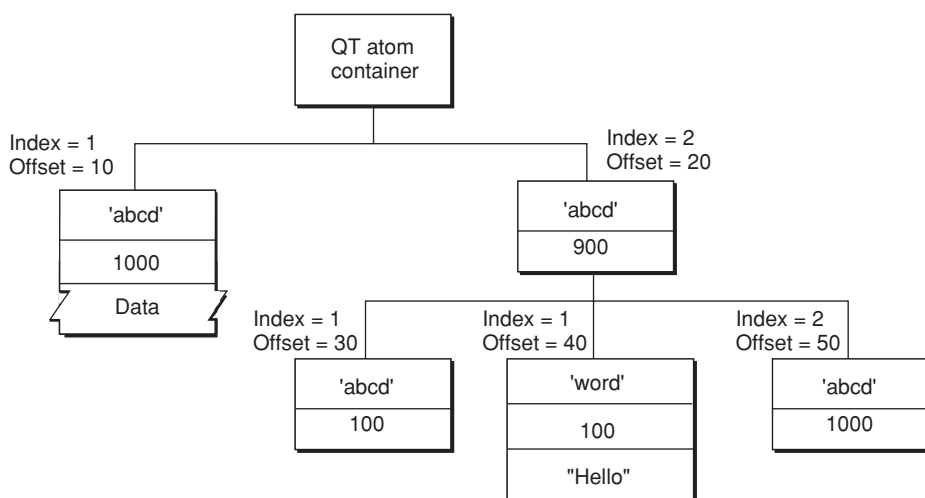 QT atom
container
Index = 1
Offset = 10
Index = 2
Offset = 20
'abcd'
1000
Data
'abcd'
900
Index = 1
Offset = 30
Index = 1
Offset = 40
Index = 2
Offset = 50
'abcd'
100
'word'
100
"Hello"
'abcd'
1000